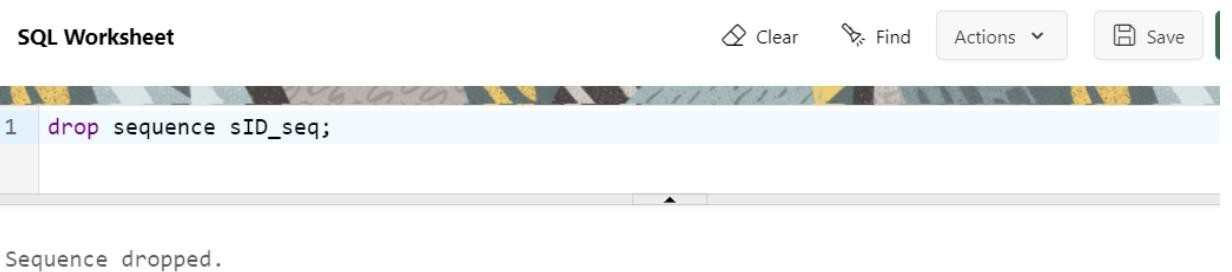 SQL Worksheet
Clear
Find
Actions
Save
1 drop sequence sID_seq;
Sequence dropped.